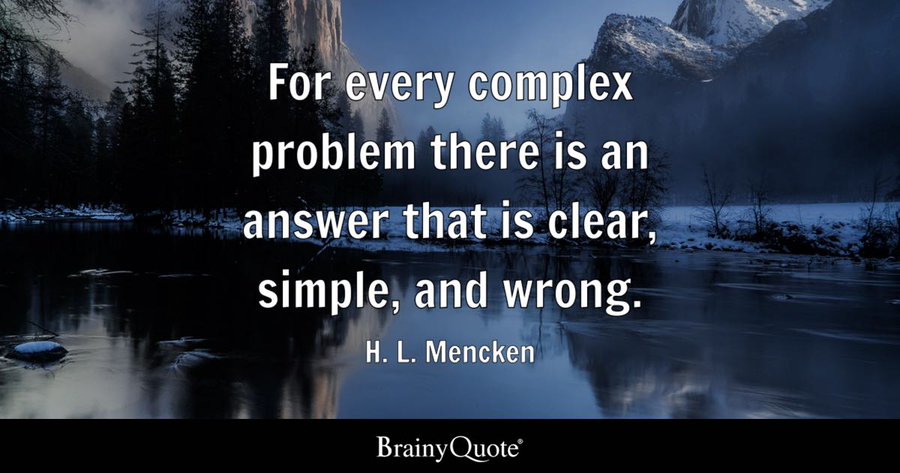 For every complex
problem there is an
answer that is clear,
simple, and wrong.
H. L. Mencken
BrainyQuote®